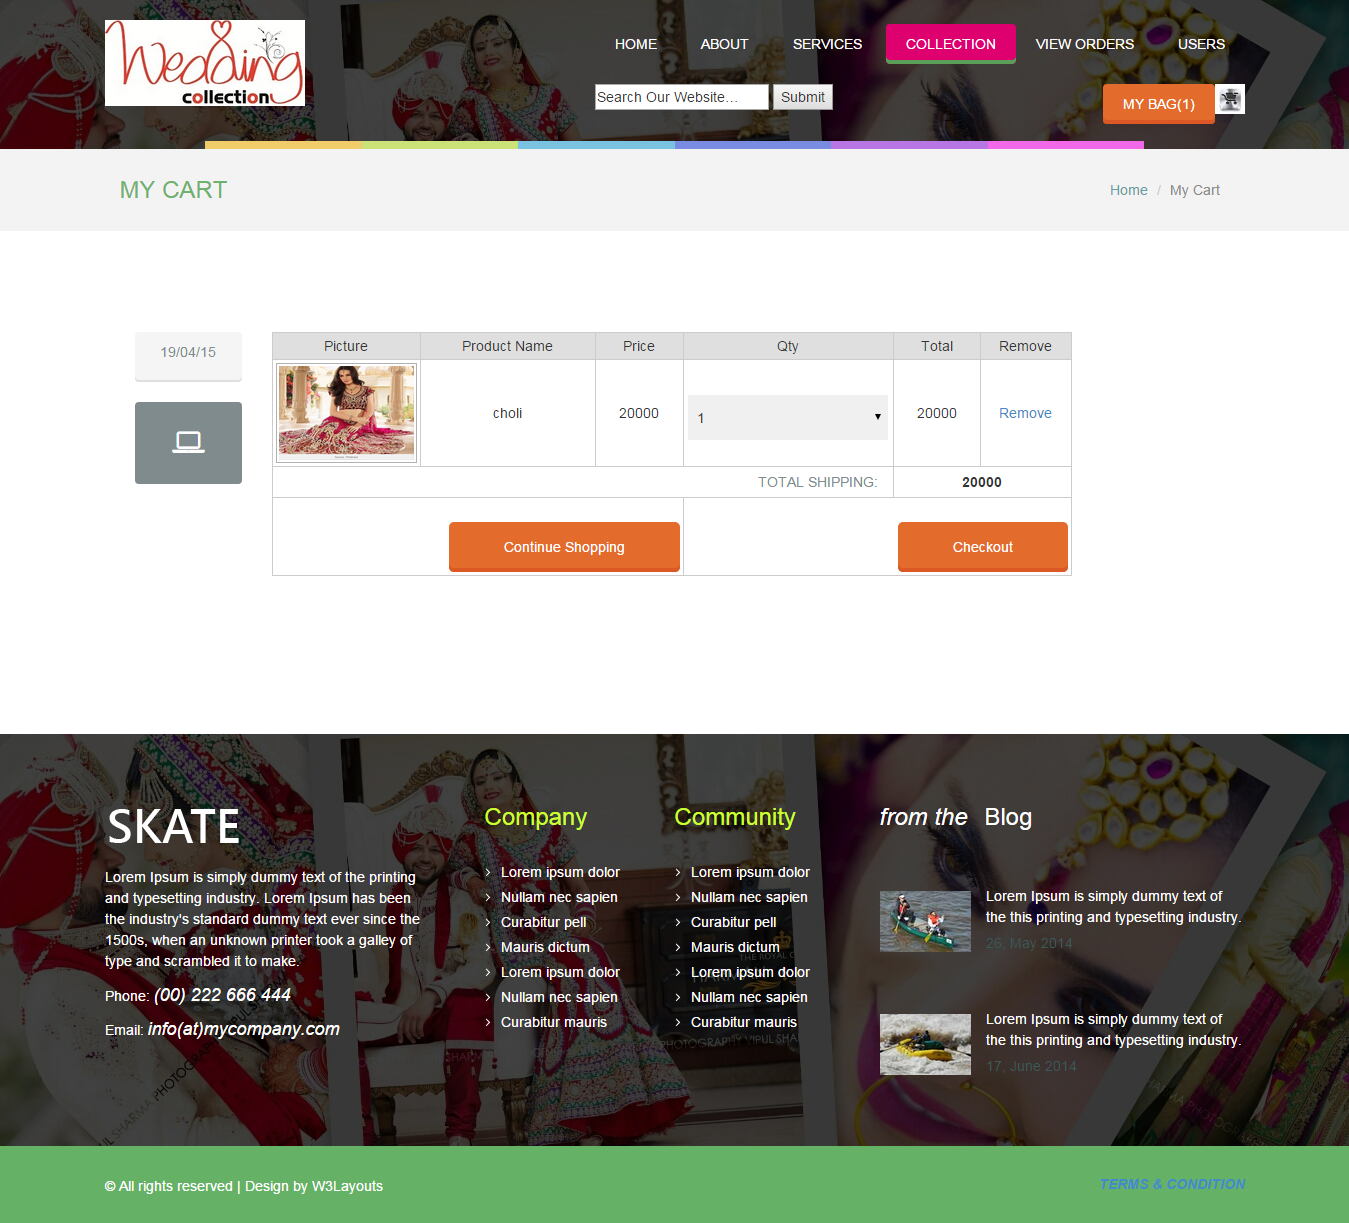 Wedding
collection
HOME ABOUT SERVICES COLLECTION VIEW ORDERS USERS
Search Our Website... Submit
MY BAG(1)
MY CART
Home / My Cart
19/04/15
Picture Product Name Price Qty Total Remove
choli 20000 1 20000 Remove
TOTAL SHIPPING: 20000
Continue Shopping Checkout
SKATE
Lorem Ipsum is simply dummy text of the printing
and typesetting industry. Lorem Ipsum has been
the industry's standard dummy text ever since the
1500s, when an unknown printer took a galley of
type and scrambled it to make.
Phone: (00) 222 666 444
Email: info(at)mycompany.com
Company
Lorem ipsum dolor
Nullam nec sapien
Curabitur pell
Mauris dictum
Lorem ipsum dolor
Nullam nec sapien
Curabitur mauris
Community
Lorem ipsum dolor
Nullam nec sapien
Curabitur pell
Mauris dictum
Lorem ipsum dolor
Nullam nec sapien
Curabitur mauris
from the Blog
Lorem Ipsum is simply dummy text of
the this printing and typesetting industry.
26, May 2014
Lorem Ipsum is simply dummy text of
the this printing and typesetting industry.
17, June 2014
© All rights reserved | Design by W3Layouts
TERMS & CONDITION